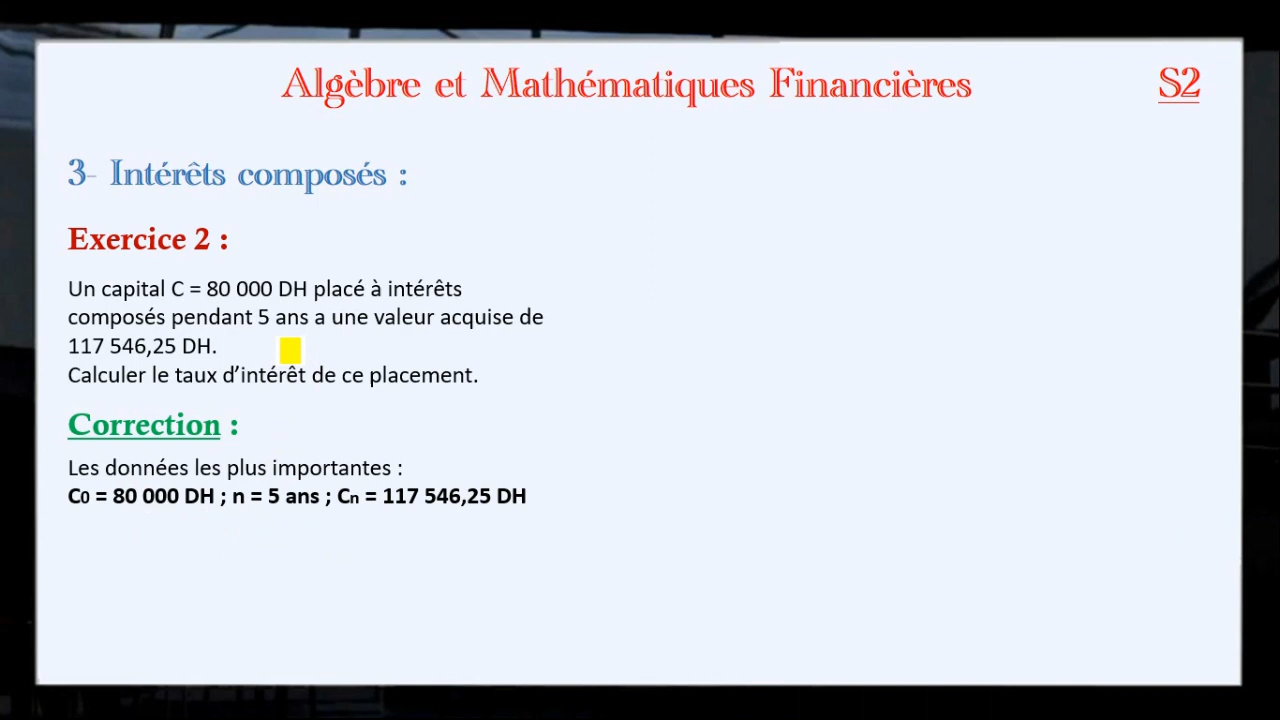 Algèbre et Mathématiques Financières
S2
3- Intérêts composés :
Exercice 2 :
Un capital C = 80 000 DH placé à intérêts
composés pendant 5 ans a une valeur acquise de
117 546,25 DH.
Calculer le taux d’intérêt de ce placement.
Correction :
Les données les plus importantes :
C0 = 80 000 DH ; n = 5 ans ; Cn = 117 546,25 DH